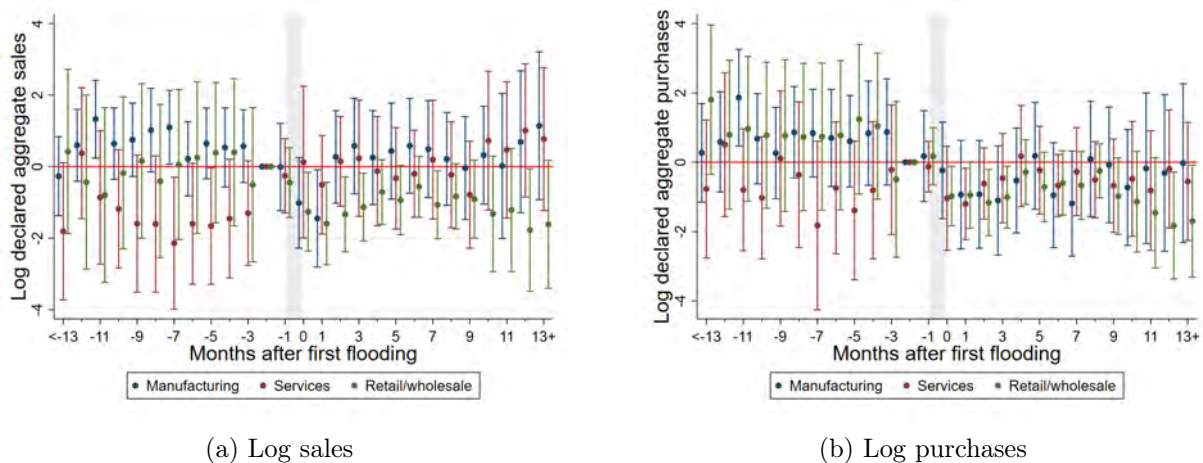 Log declared aggregate sales
4
2
0
-2
-4
<-13 -11 -9 -7 -5 -3 -1 0 1 3 5 7 9 11 13+
Months after first flooding
Manufacturing Services Retail/wholesale
(a) Log sales
Log declared aggregate purchases
4
2
0
-2
-4
<-13 -11 -9 -7 -5 -3 -1 0 1 3 5 7 9 11 13+
Months after first flooding
Manufacturing Services Retail/wholesale
(b) Log purchases